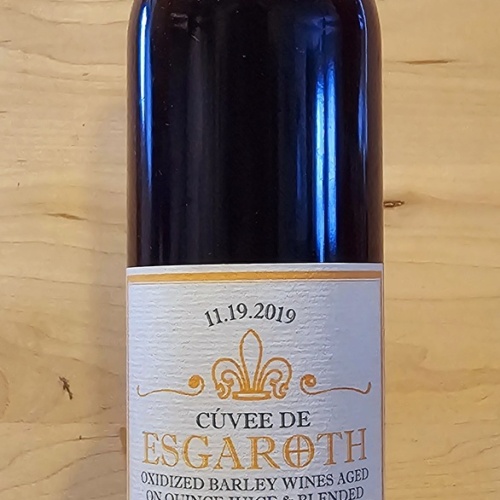 11.19.2019
CÚVEE DE
ESGAROTH
OXIDIZED BARLEY WINES AGED
ON QUINCE JUICE & BLENDED